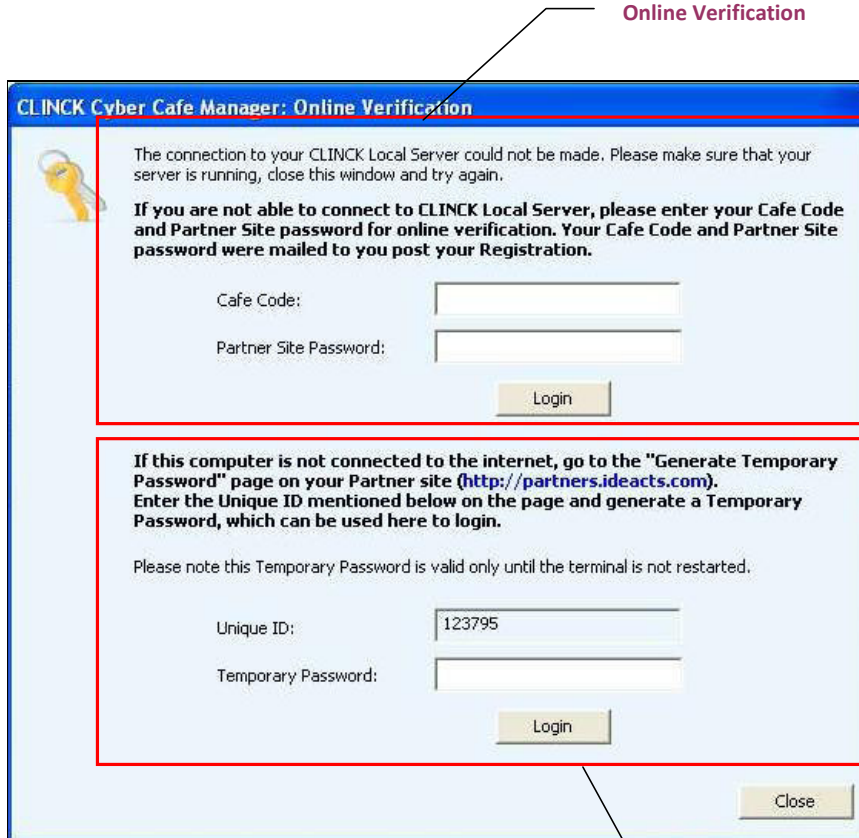 Online Verification
CLINCK Cyber Cafe Manager: Online Verification
The connection to your CLINCK Local Server could not be made. Please make sure that your
server is running, close this window and try again.
If you are not able to connect to CLINCK Local Server, please enter your Cafe Code
and Partner Site password for online verification. Your Cafe Code and Partner Site
password were mailed to you post your Registration.
Cafe Code:
Partner Site Password:
Login
If this computer is not connected to the internet, go to the "Generate Temporary
Password" page on your Partner site (http://partners.ideacts.com).
Enter the Unique ID mentioned below on the page and generate a Temporary
Password, which can be used here to login.
Please note this Temporary Password is valid only until the terminal is not restarted.
Unique ID: 123795
Temporary Password:
Login
Close